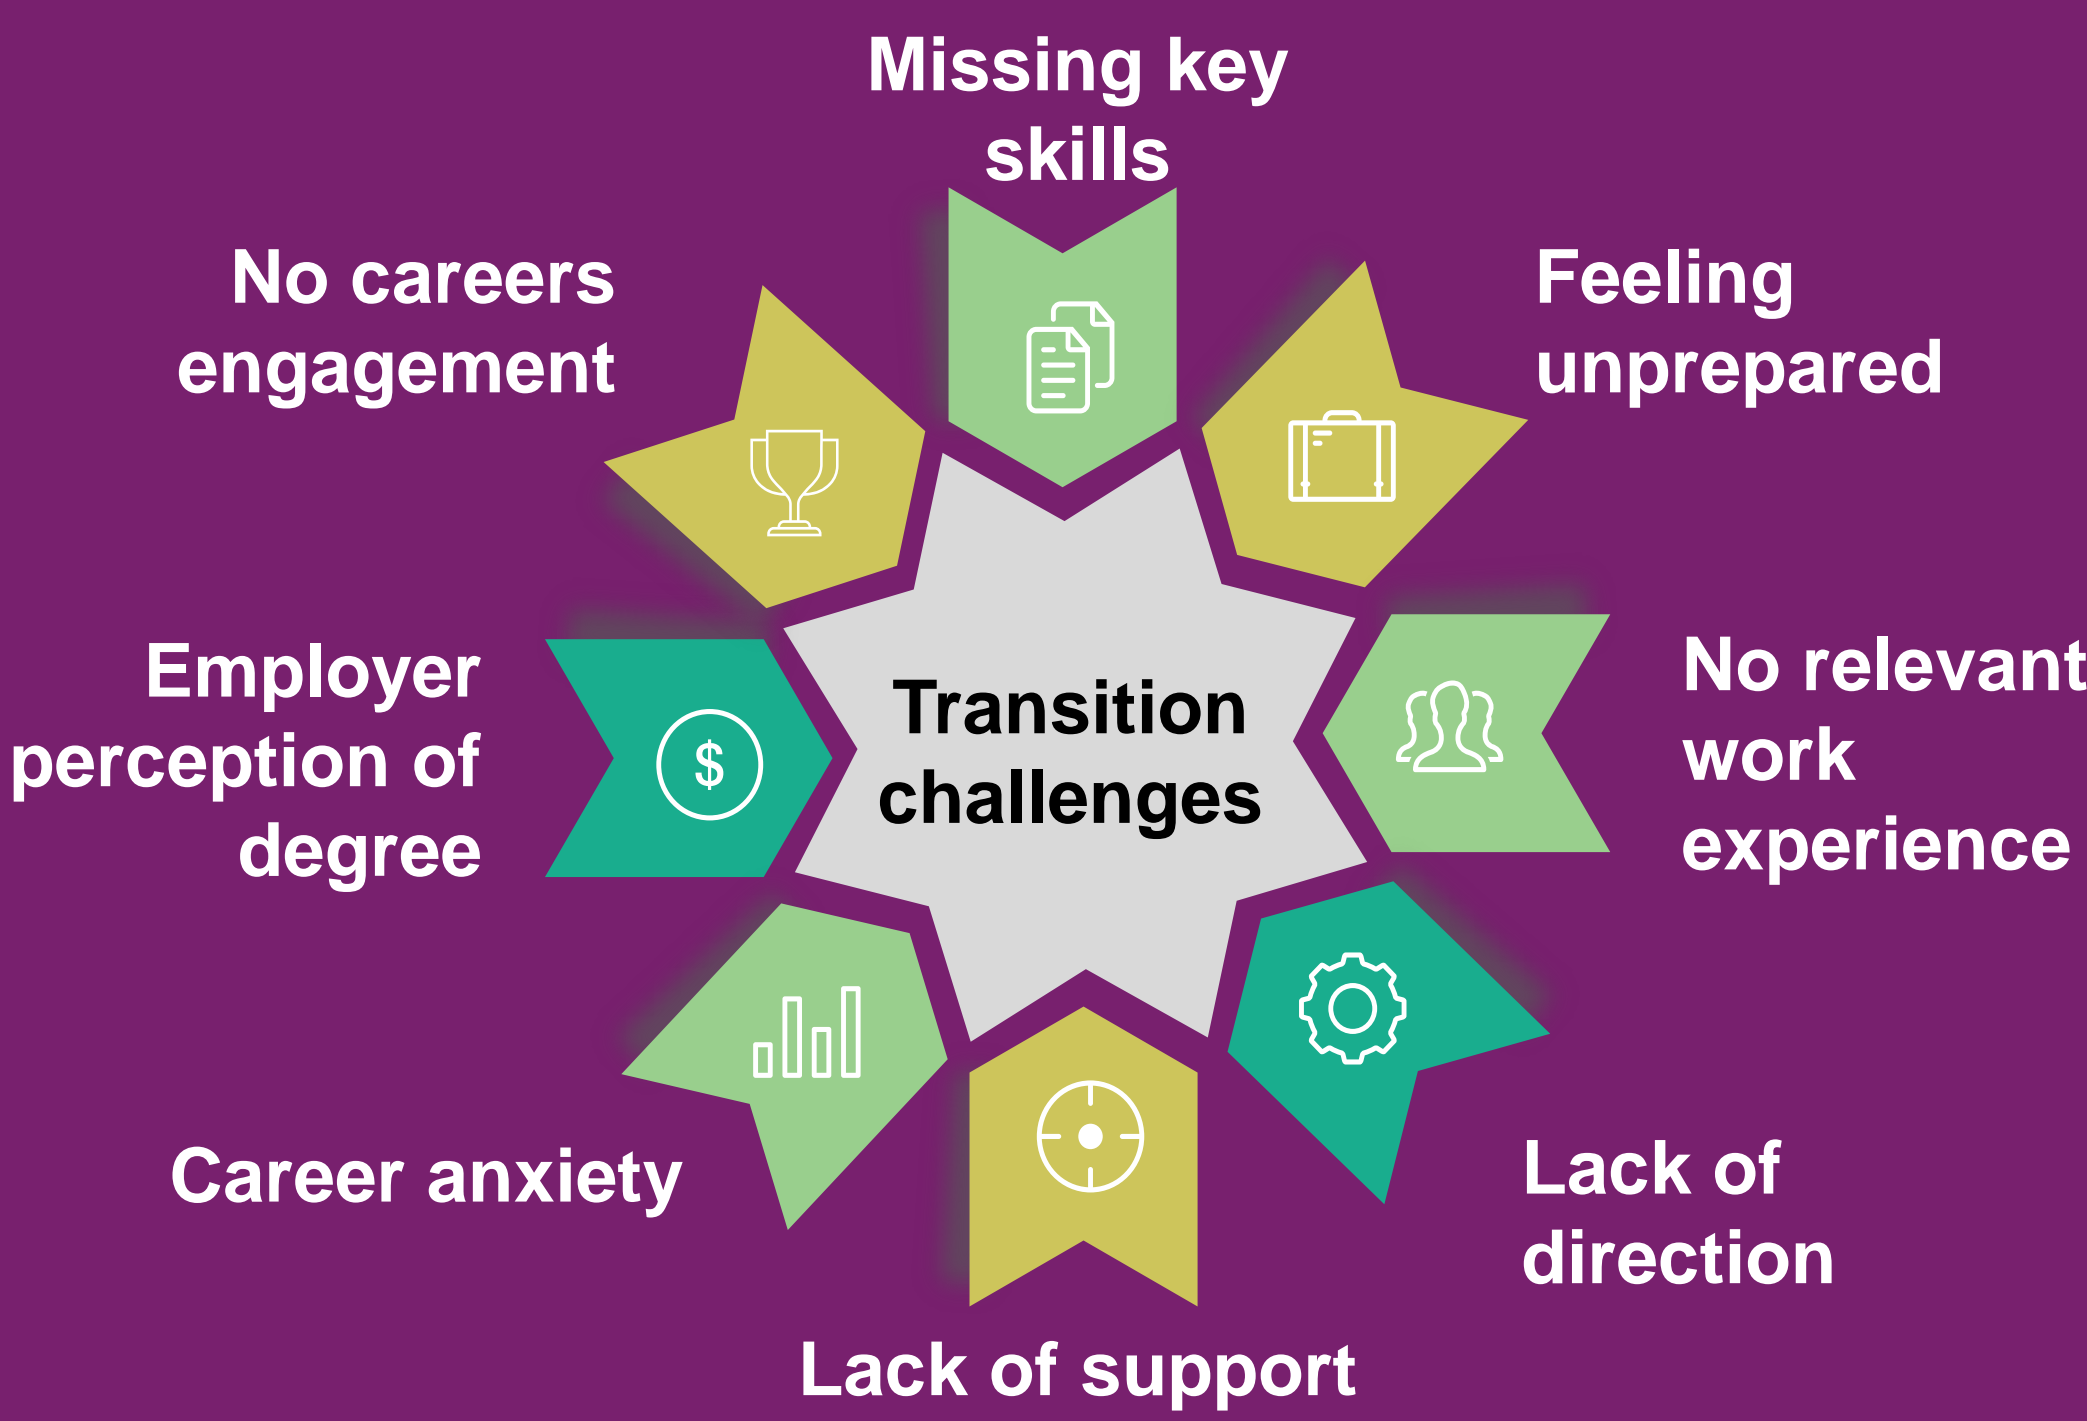 Missing key
skills
Feeling
unprepared
No relevant
work
experience
Lack of
direction
Lack of support
Career anxiety
Employer
perception of
degree
No careers
engagement
Transition
challenges
$